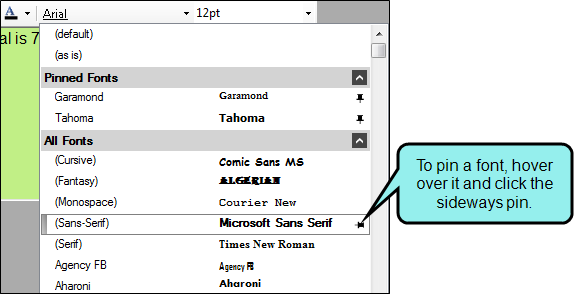 A Arial 12pt
al is 7
(default)
(as is)
Pinned Fonts
Garamond Garamond
Tahoma Tahoma
All Fonts
(Cursive) Comic Sans MS
(Fantasy) ALGERIAN
(Monospace) Courier New
(Sans-Serif) Microsoft Sans Serif
(Serif) Times New Roman
Agency FB Agency FB
Aharoni Aharoni
To pin a font, hover
over it and click the
sideways pin.